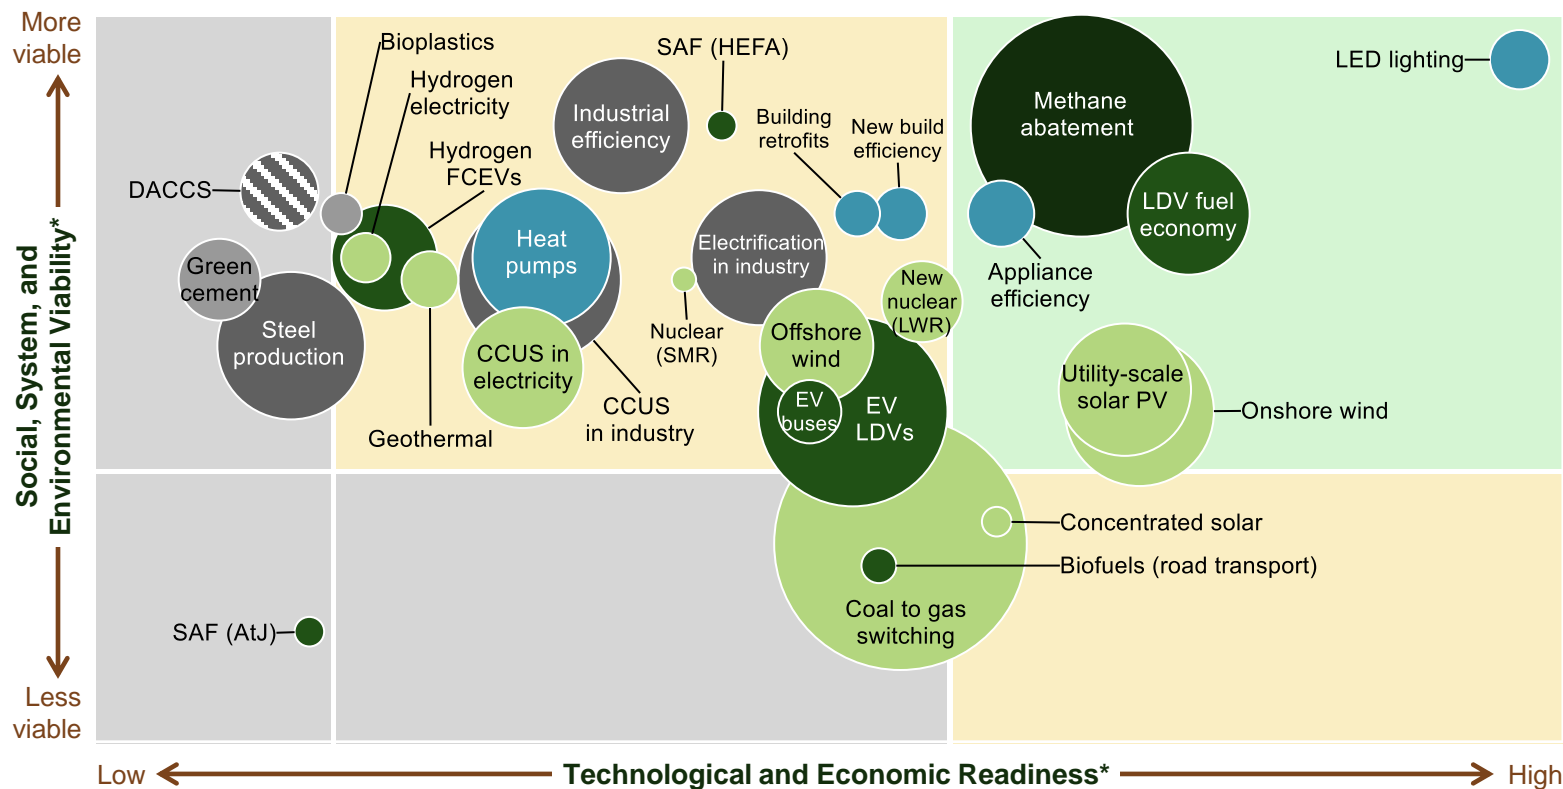 More
viable
Bioplastics
SAF (HEFA)
LED lighting
Hydrogen
electricity
Industrial
efficiency
Methane
abatement
Building
retrofits
New build
efficiency
Hydrogen
FCEVs
DACCS
LDV fuel
economy
Heat
pumps
Electrification
in industry
Green
cement
Appliance
efficiency
New
nuclear
(LWR)
Steel
production
Nuclear
(SMR)
Offshore
wind
CCUS in
electricity
Utility-scale
solar PV
EV
buses
EV
LDVs
Onshore wind
CCUS
in industry
Geothermal
Social, System, and
Environmental Viability*
Concentrated solar
Biofuels (road transport)
Coal to gas
switching
SAF (AtJ)
Less
viable
Low
Technological and Economic Readiness*
High